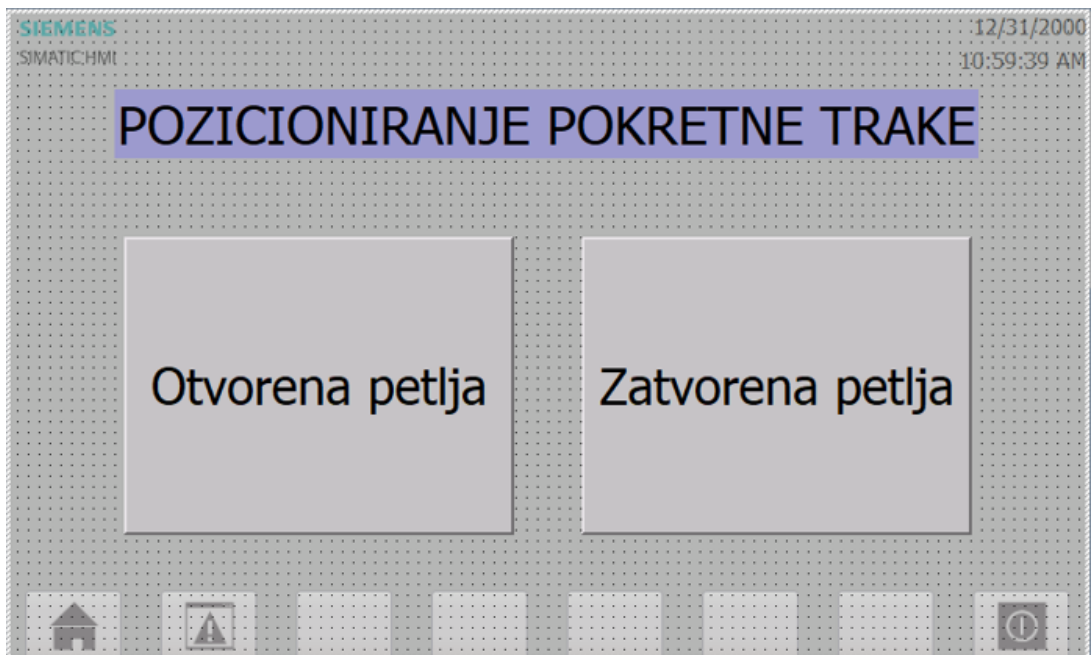 SIEMENS 12/31/2000
SIMATIC HMI 10:59:39 AM
POZICIONIRANJE POKRETNE TRAKE
Otvorena petlja Zatvorena petlja